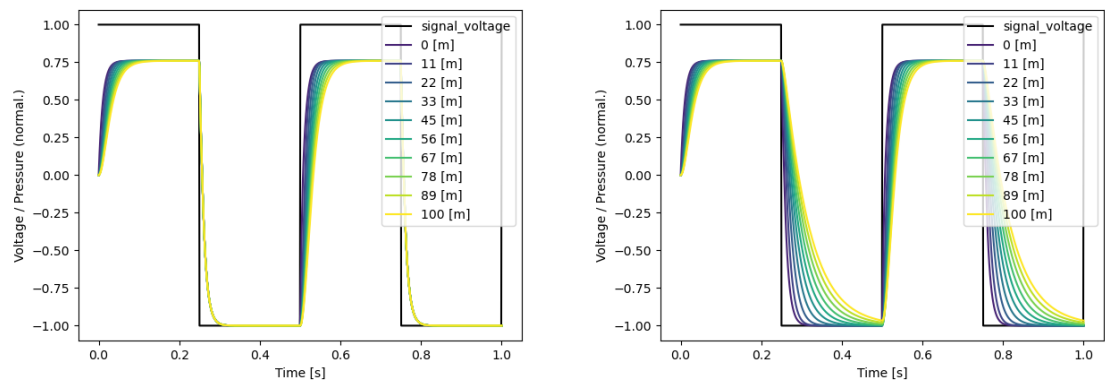 1.00
0.75
0.50
0.25
0.00
−0.25
−0.50
−0.75
−1.00
Voltage / Pressure (normal.)
0.0 0.2 0.4 0.6 0.8 1.0
Time [s]
signal_voltage
0 [m]
11 [m]
22 [m]
33 [m]
45 [m]
56 [m]
67 [m]
78 [m]
89 [m]
100 [m]
1.00
0.75
0.50
0.25
0.00
−0.25
−0.50
−0.75
−1.00
Voltage / Pressure (normal.)
0.0 0.2 0.4 0.6 0.8 1.0
Time [s]
signal_voltage
0 [m]
11 [m]
22 [m]
33 [m]
45 [m]
56 [m]
67 [m]
78 [m]
89 [m]
100 [m]